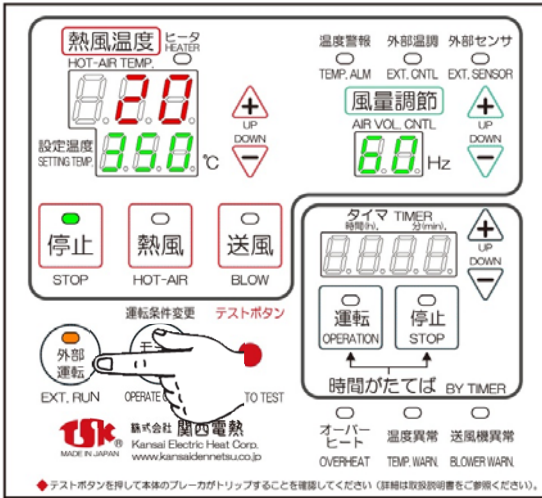 熱風温度 ヒータ
HEATER
HOT-AIR TEMP.
20
設定温度
SETTING TEMP.
350 ℃
UP
DOWN
温度警報 外部温調 外部センサ
TEMP. ALM EXT. CNTL EXT. SENSOR
風量調節
AIR VOL. CNTL
60 Hz
UP
DOWN
停止 熱風 送風
STOP HOT-AIR BLOW
タイマ TIMER
時間(h). 分(min).
UP
DOWN
運転 停止
OPERATION STOP
時間がたてば BY TIMER
運転条件変更 テストボタン
外部
運転
EXT. RUN OPERATE TO TEST
オーバー
ヒート 温度異常 送風機異常
OVERHEAT TEMP. WARN. BLOWER WARN.
TSK ®
MADE IN JAPAN
株式会社 関西電熱
Kansai Electric Heat Corp.
www.kansaidennetsu.co.jp
◆テストボタンを押して本体のブレーカがトリップすることを確認してください（詳細は取扱説明書をご参照ください）。